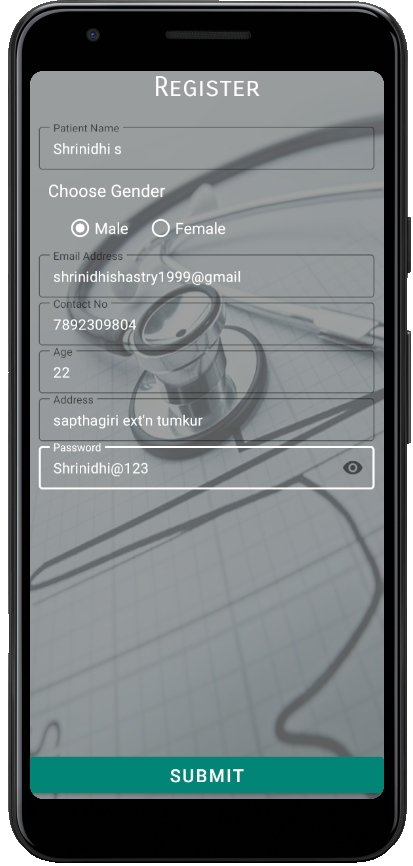 Register
Patient Name
Shrinidhi s
Choose Gender
Male Female
Email Address
shrinidhishastry1999@gmail
Contact No
7892309804
Age
22
Address
sapthagiri ext'n tumkur
Password
Shrinidhi@123
SUBMIT